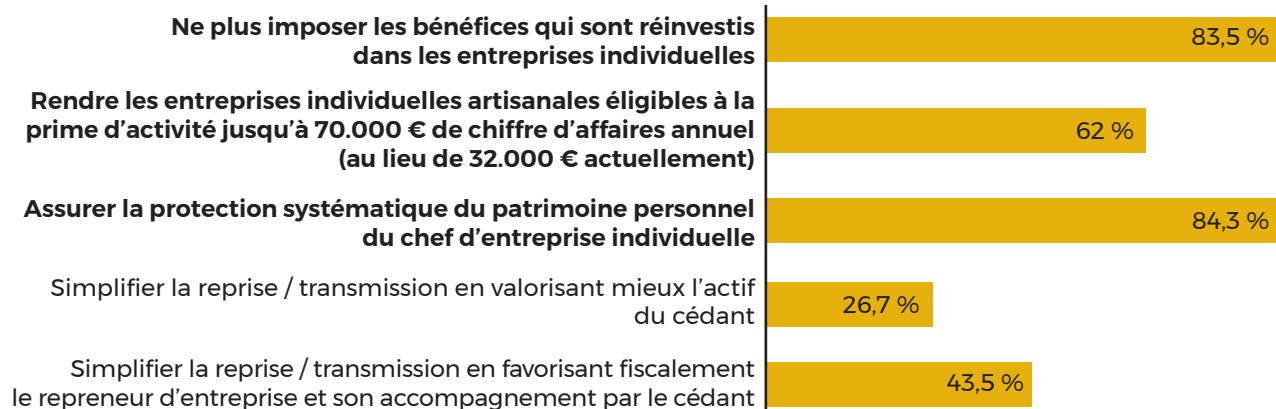 Ne plus imposer les bénéfices qui sont réinvestis
dans les entreprises individuelles
83,5 %
Rendre les entreprises individuelles artisanales éligibles à la
prime d’activité jusqu’à 70.000 € de chiffre d’affaires annuel
(au lieu de 32.000 € actuellement)
62 %
Assurer la protection systématique du patrimoine personnel
du chef d’entreprise individuelle
84,3 %
Simplifier la reprise / transmission en valorisant mieux l’actif
du cédant
26,7 %
Simplifier la reprise / transmission en favorisant fiscalement
le repreneur d’entreprise et son accompagnement par le cédant
43,5 %